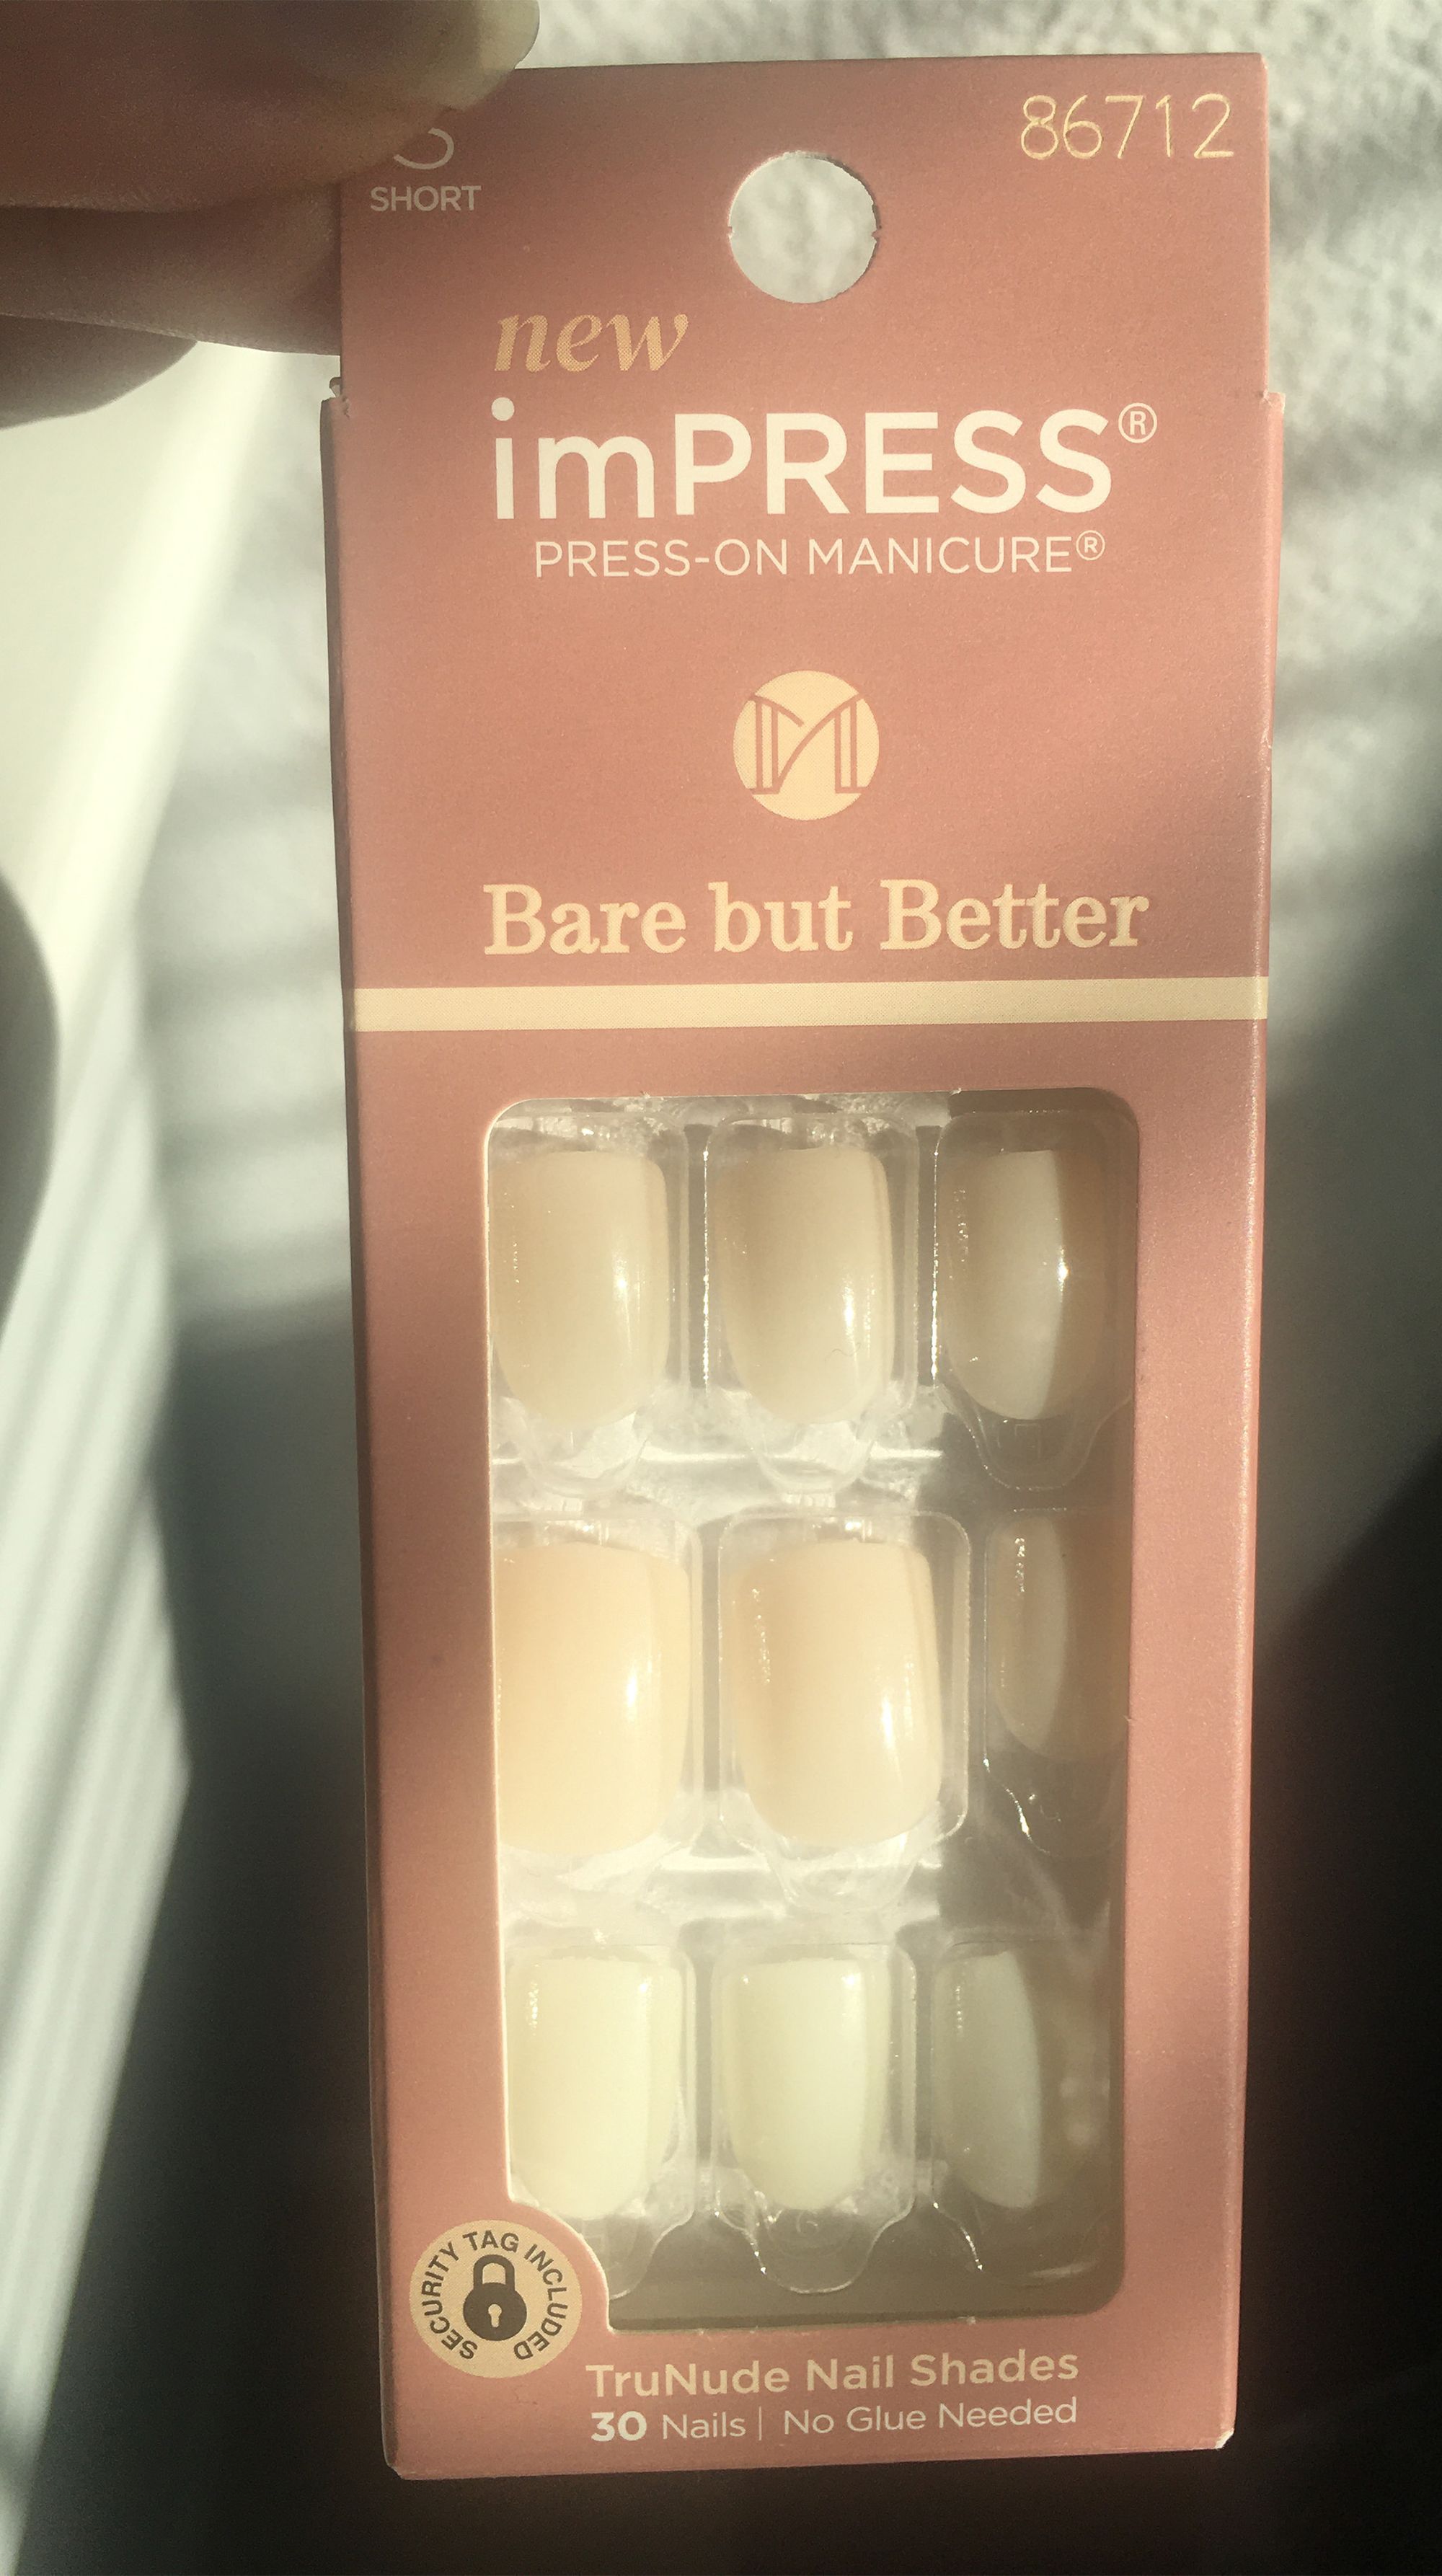 86712
SHORT
new
imPRESS®
PRESS-ON MANICURE®
M
Bare but Better
SECURITY TAG INCLUDED
TruNude Nail Shades
30 Nails | No Glue Needed